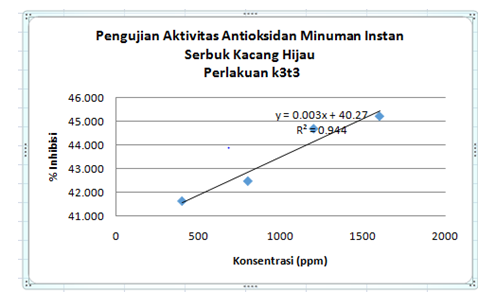 Pengujian Aktivitas Antioksidan Minuman Instan
Serbuk Kacang Hijau
Perlakuan k3t3
46.000
45.000
44.000
43.000
42.000
41.000
% Inhibisi
y = 0.003x + 40.27
R² = 0.944
0 500 1000 1500 2000
Konsentrasi (ppm)